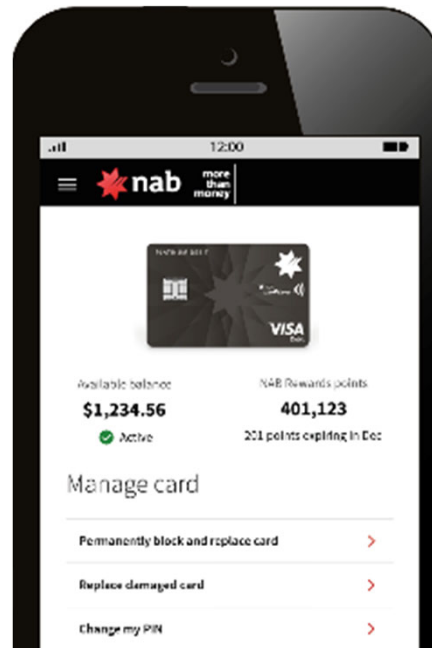 12:00
nab more
than
money
VISA
Debit
Available balance NAB Rewards points
$1,234.56 401,123
Active 201 points expiring in Dec
Manage card
Permanently block and replace card
Replace damaged card
Change my PIN